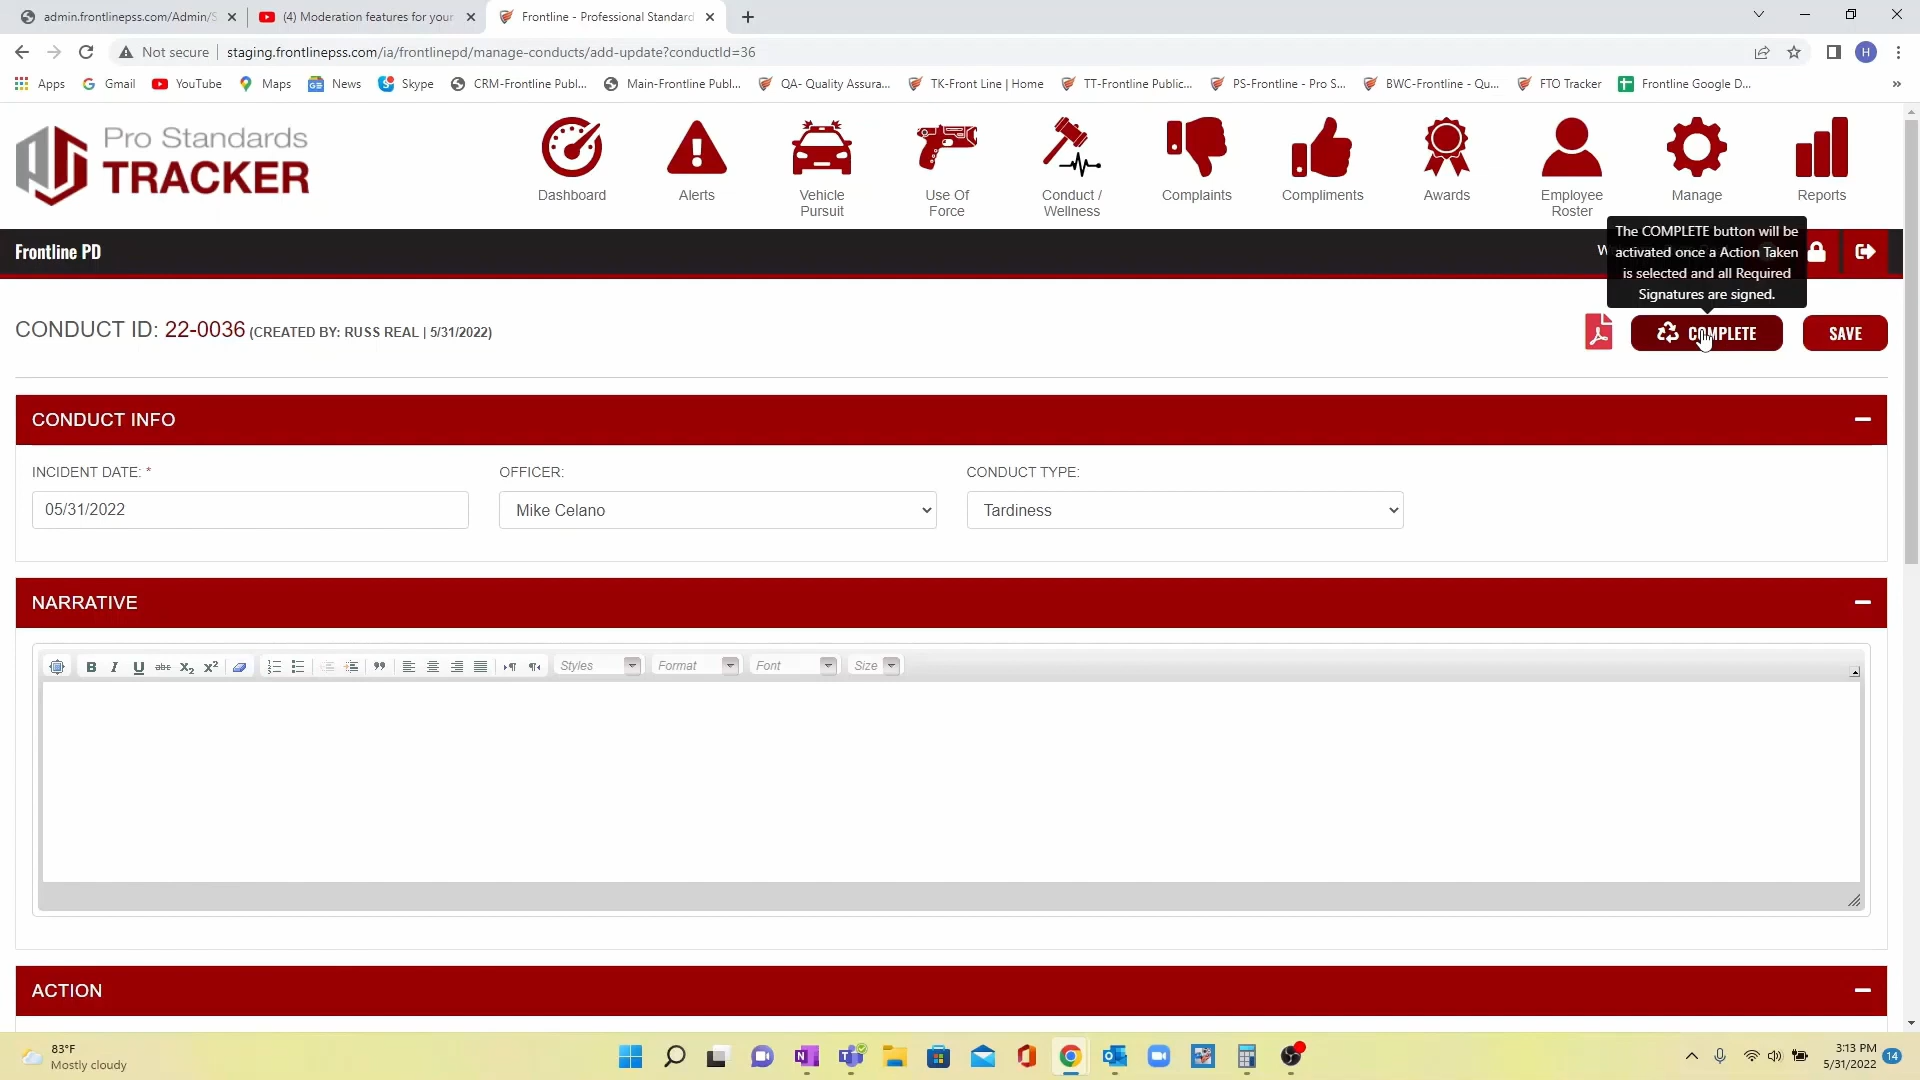 admin.frontlinepss.com/Admin/S
(4) Moderation features for your
Frontline - Professional Standard
Not secure
staging.frontlinepss.com/ia/frontlinepd/manage-conducts/add-update?conductId=36
H
Apps
Gmail
YouTube
Maps
News
Skype
CRM-Frontline Publ...
Main-Frontline Publ...
QA- Quality Assura...
TK-Front Line | Home
TT-Frontline Public...
PS-Frontline - Pro S...
BWC-Frontline - Qu...
FTO Tracker
Frontline Google D...
Pro Standards
TRACKER
Dashboard
Alerts
Vehicle
Pursuit
Use Of
Force
Conduct /
Wellness
Complaints
Compliments
Awards
Employee
Roster
Manage
Reports
Frontline PD
The COMPLETE button will be
activated once a Action Taken
is selected and all Required
Signatures are signed.
CONDUCT ID: 22-0036 (CREATED BY: RUSS REAL | 5/31/2022)
COMPLETE
SAVE
CONDUCT INFO
INCIDENT DATE: *
OFFICER:
CONDUCT TYPE:
05/31/2022
Mike Celano
Tardiness
NARRATIVE
B I U abc X₂ X²
Styles
Format
Font
Size
ACTION
83°F
Mostly cloudy
3:13 PM
5/31/2022
14